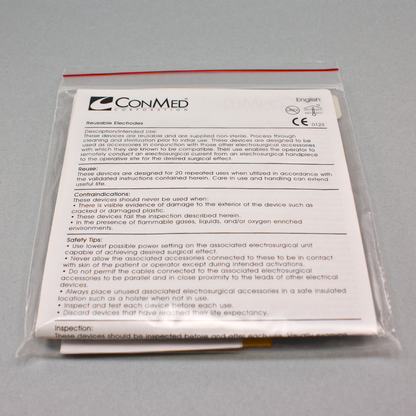 CONMED
CORPORATION
English
Reusable Electrodes
CE 0123
Description/Intended Use:
These devices are reusable and are supplied non-sterile. Process through
cleaning and sterilization prior to initial use. These devices are designed to be
used as accessories in conjunction with those other electrosurgical accessories
with which they are known to be compatible. Their use enables the operator to
remotely conduct an electrosurgical current from an electrosurgical handpiece
to the operative site for the desired surgical effect.
Reuse:
These devices are designed for 20 repeated uses when utilized in accordance with
the validated instructions contained herein. Care in use and handling can extend
useful life.
Contraindications:
These devices should never be used when:
• There is visible evidence of damage to the exterior of the device such as
cracked or damaged plastic.
• These devices fail the inspection described herein.
• In the presence of flammable gases, liquids, and/or oxygen enriched
environments.
Safety Tips:
• Use lowest possible power setting on the associated electrosurgical unit
capable of achieving desired surgical effect.
• Never allow the associated accessories connected to these to be in contact
with skin of the patient or operator except during intended activations.
• Do not permit the cables connected to the associated electrosurgical
accessories to be parallel and in close proximity to the leads of other electrical
devices.
• Always place unused associated electrosurgical accessories in a safe insulated
location such as a holster when not in use.
• Inspect and test each device before each use.
• Discard devices that have reached their life expectancy.
Inspection:
These devices should be inspected before and after each use. Visually